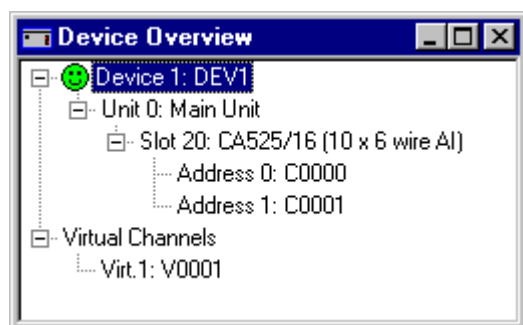 Device Overview
Device 1: DEV1
Unit 0: Main Unit
Slot 20: CA525/16 (10 x 6 wire AI)
Address 0: C0000
Address 1: C0001
Virtual Channels
Virt.1: V0001